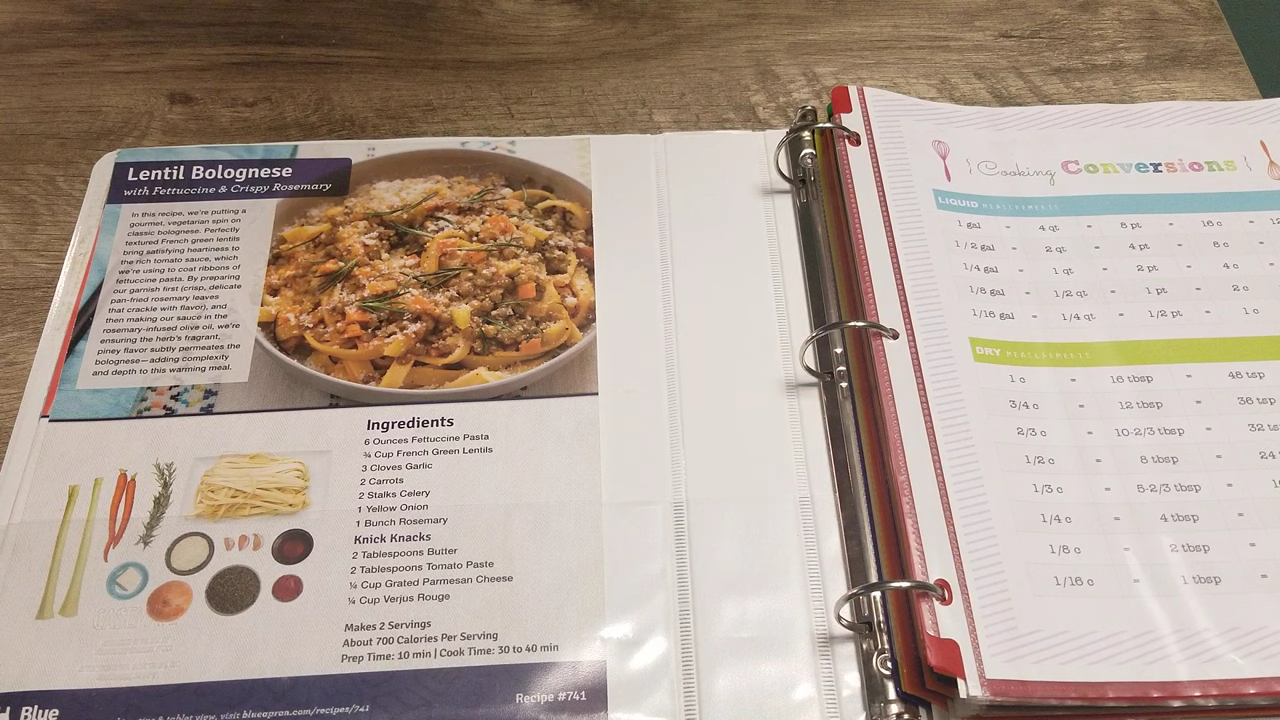 Lentil Bolognese
with Fettuccine & Crispy Rosemary
In this recipe, we're putting a
gourmet, vegetarian spin on
classic bolognese. Perfectly
textured French green lentils
bring satisfying heartiness to
the rich tomato sauce, which
we're using to coat ribbons of
fettuccine pasta. By preparing
our garnish first (crisp, delicate
pan-fried rosemary leaves
that crackle with flavor), and
then making our sauce in the
rosemary-infused olive oil, we're
ensuring the herb's fragrant,
piney flavor subtly permeates the
bolognese—adding complexity
and depth to this warming meal.
Ingredients
6 Ounces Fettuccine Pasta
Cup French Green Lentils
3 Cloves Garlic
Carrots
2 Stalks Celery
Yellow Onion
1 Bunch Rosemary
Knick Knacks
2 Tablespoons Butter
2 Tablespoons Tomato Paste
¼ Cup Grated Parmesan Cheese
¼ Cup Verjus Rouge
Makes 2 Servings
About 700 Calories Per Serving
Prep Time: 10 min | Cook Time: 30 to 40 min
Recipe #741
Blue
& tablet view, visit blueapron.com/recipes/741
{ Cooking Conversions }
LIQUID MEASUREMENTS
1 gal = 4 qt = 8 pt = c =
1/2 gal = 2 qt = 4 pt = 8 c =
1/4 gal = 1 qt = 2 pt = 4 c =
1/8 gal = 1/2 qt = 1 pt = 2 c
1/16 gal = 1/4 qt = 1/2 pt = 1 c
DRY MEASUREMENTS
1 c = 16 tbsp = 48 tsp
3/4 c = 12 tbsp = 36 ts
2/3 c = 10-2/3 tbsp = 32 t
1/2 c = 8 tbsp = 24
1/3 c = 5-2/3 tbsp =
1/4 c = 4 tbsp =
1/8 c = 2 tbsp =
1/16 c = 1 tbsp =